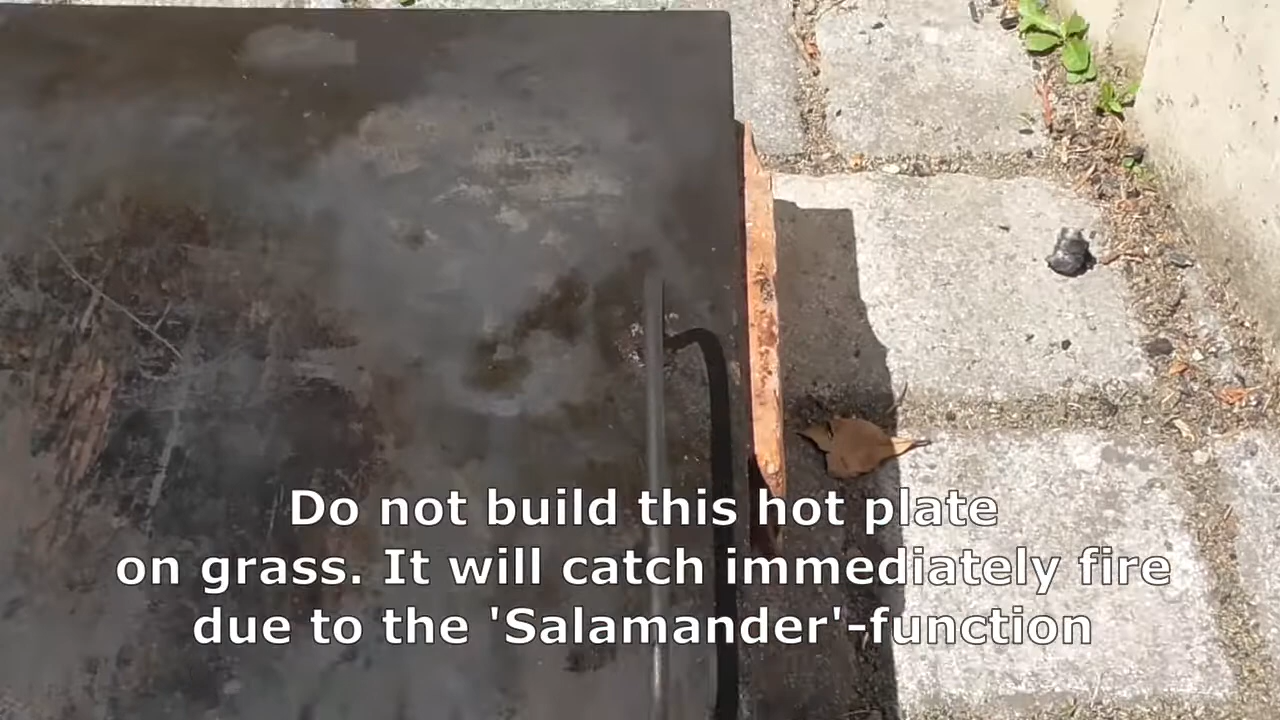 Do not build this hot plate
on grass. It will catch immediately fire
due to the 'Salamander'-function